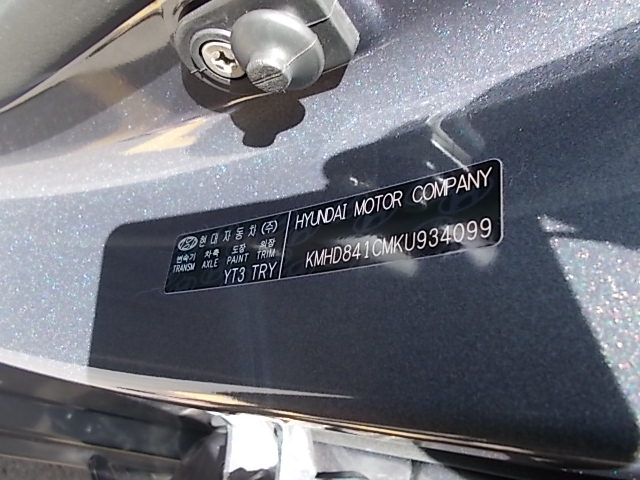 현대자동차(주)
변속기 차축 도장 의장
TRANSM AXLE PAINT TRIM
YT3 TRY
HYUNDAI MOTOR COMPANY
KMHD841CMKU934099